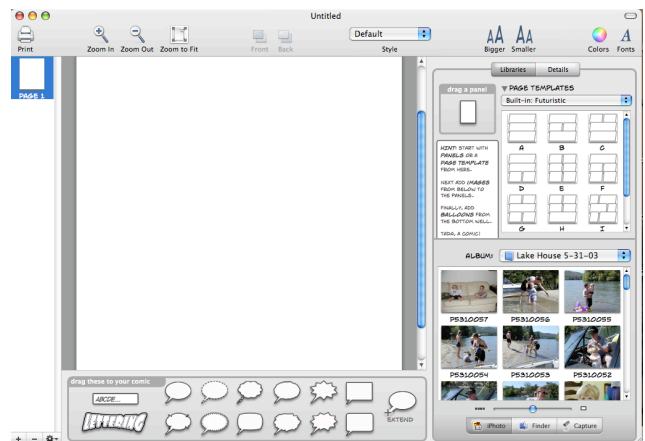 Untitled
Print
Zoom In Zoom Out Zoom to Fit
Front Back
Default
Style
Bigger Smaller
Colors Fonts
PAGE 1
Libraries Details
drag a panel
PAGE TEMPLATES
Built-in: Futuristic
A B C
D E F
G H I
HINT! START WITH
PANELS OR A
PAGE TEMPLATE
FROM HERE.
NEXT ADD IMAGES
FROM BELOW TO
THE PANELS.
FINALLY, ADD
BALLOONS FROM
THE BOTTOM WELL.
TADA, A COMIC!
ALBUM: Lake House 5-31-03
P5310057 P5310056 P5310055
P5310054 P5310053 P5310052
iPhoto Finder Capture
drag these to your comic
ABCDE...
LETTERING
EXTEND